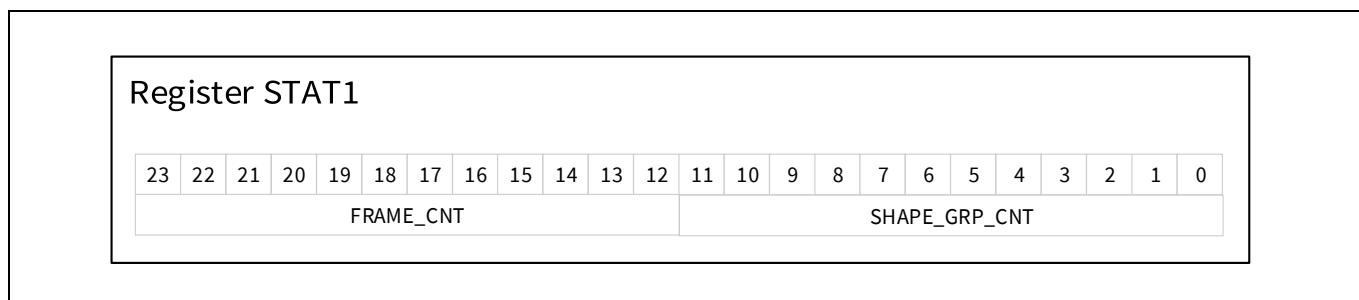 Register STAT1
23 22 21 20 19 18 17 16 15 14 13 12 11 10 9 8 7 6 5 4 3 2 1 0
FRAME_CNT SHAPE_GRP_CNT